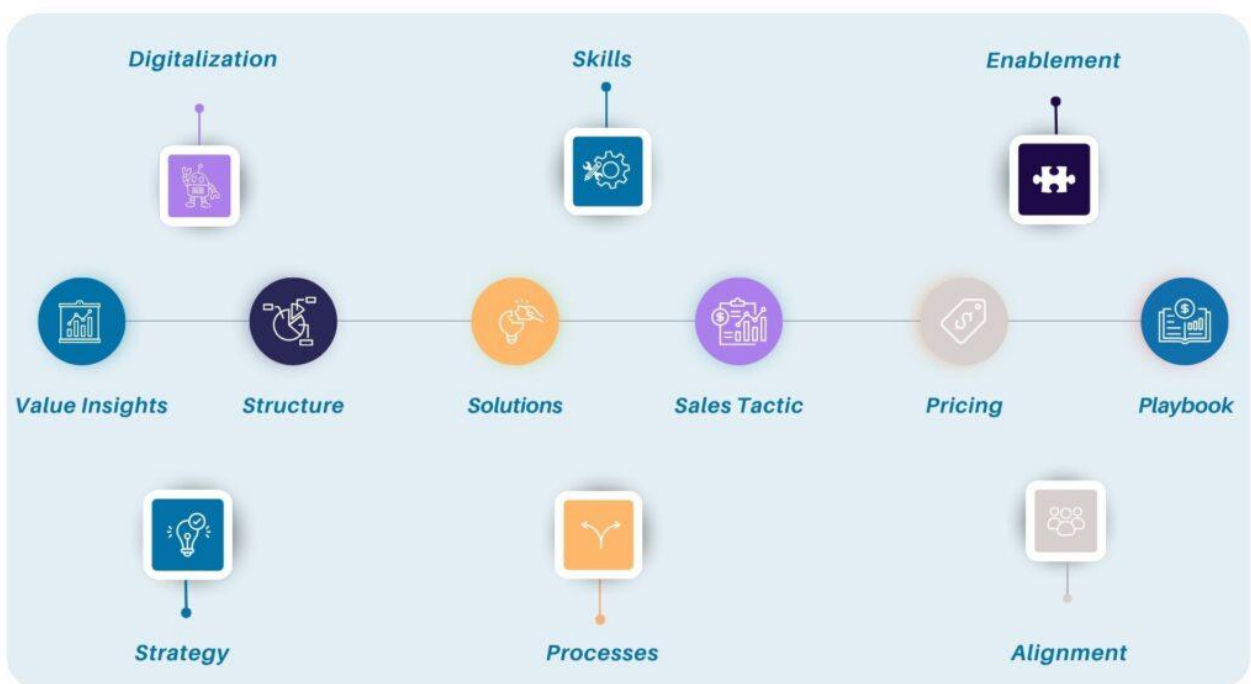 Digitalization
Skills
Enablement
Value Insights
Structure
Solutions
Sales Tactic
Pricing
Playbook
Strategy
Processes
Alignment